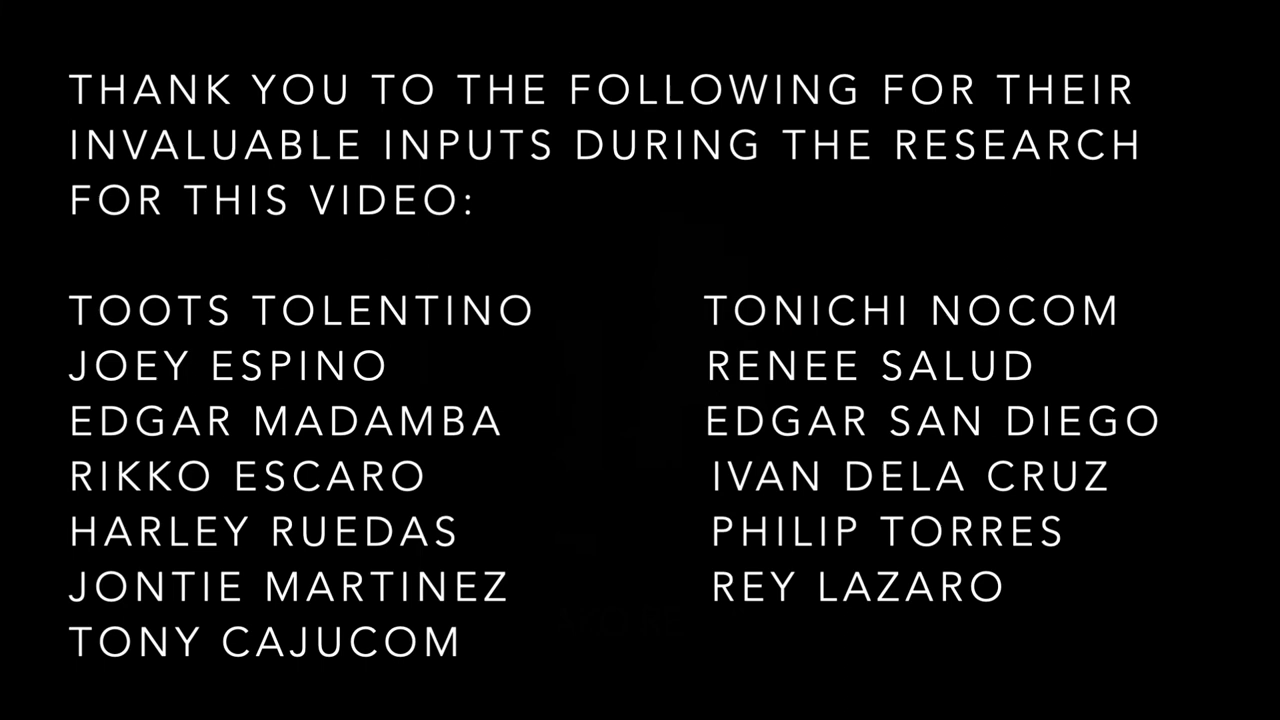 THANK YOU TO THE FOLLOWING FOR THEIR
INVALUABLE INPUTS DURING THE RESEARCH
FOR THIS VIDEO:
TOOTS TOLENTINO
JOEY ESPINO
EDGAR MADAMBA
RIKKO ESCARO
HARLEY RUEDAS
JONTIE MARTINEZ
TONY CAJUCOM
TONICHI NOCOM
RENEE SALUD
EDGAR SAN DIEGO
IVAN DELA CRUZ
PHILIP TORRES
REY LAZARO